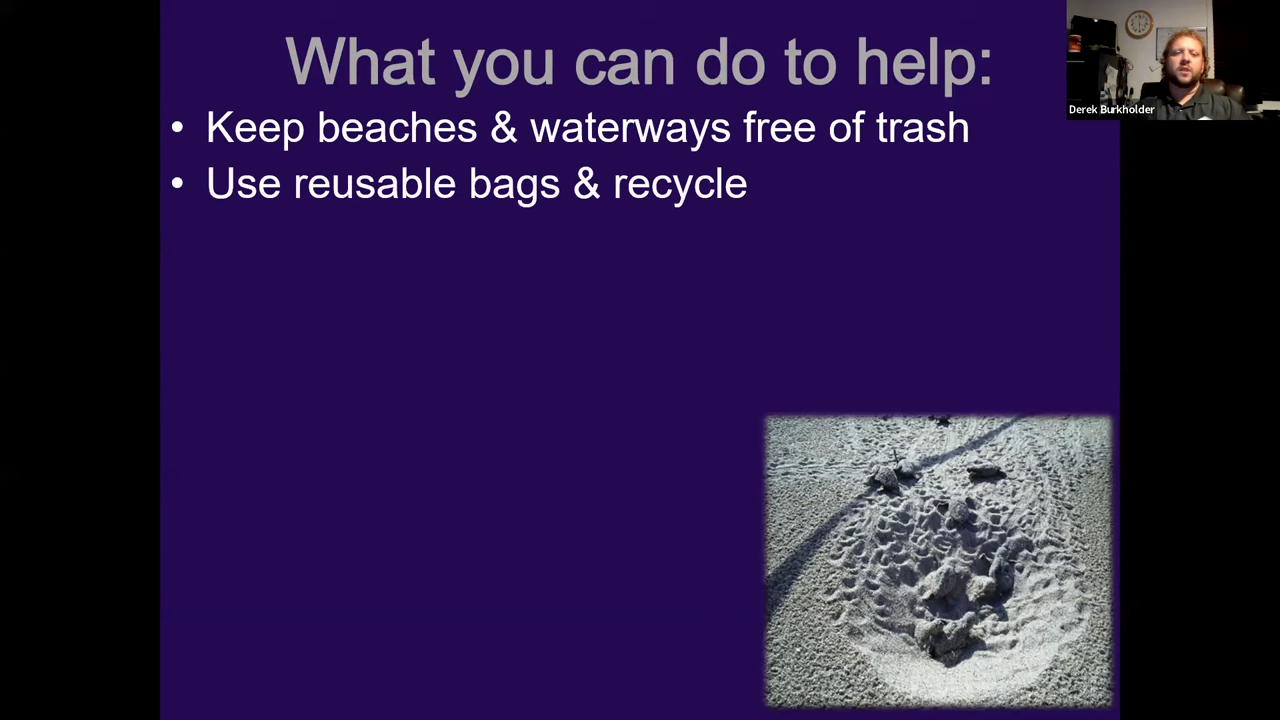 What you can do to help:
• Keep beaches & waterways free of trash
• Use reusable bags & recycle
Derek Burkholder